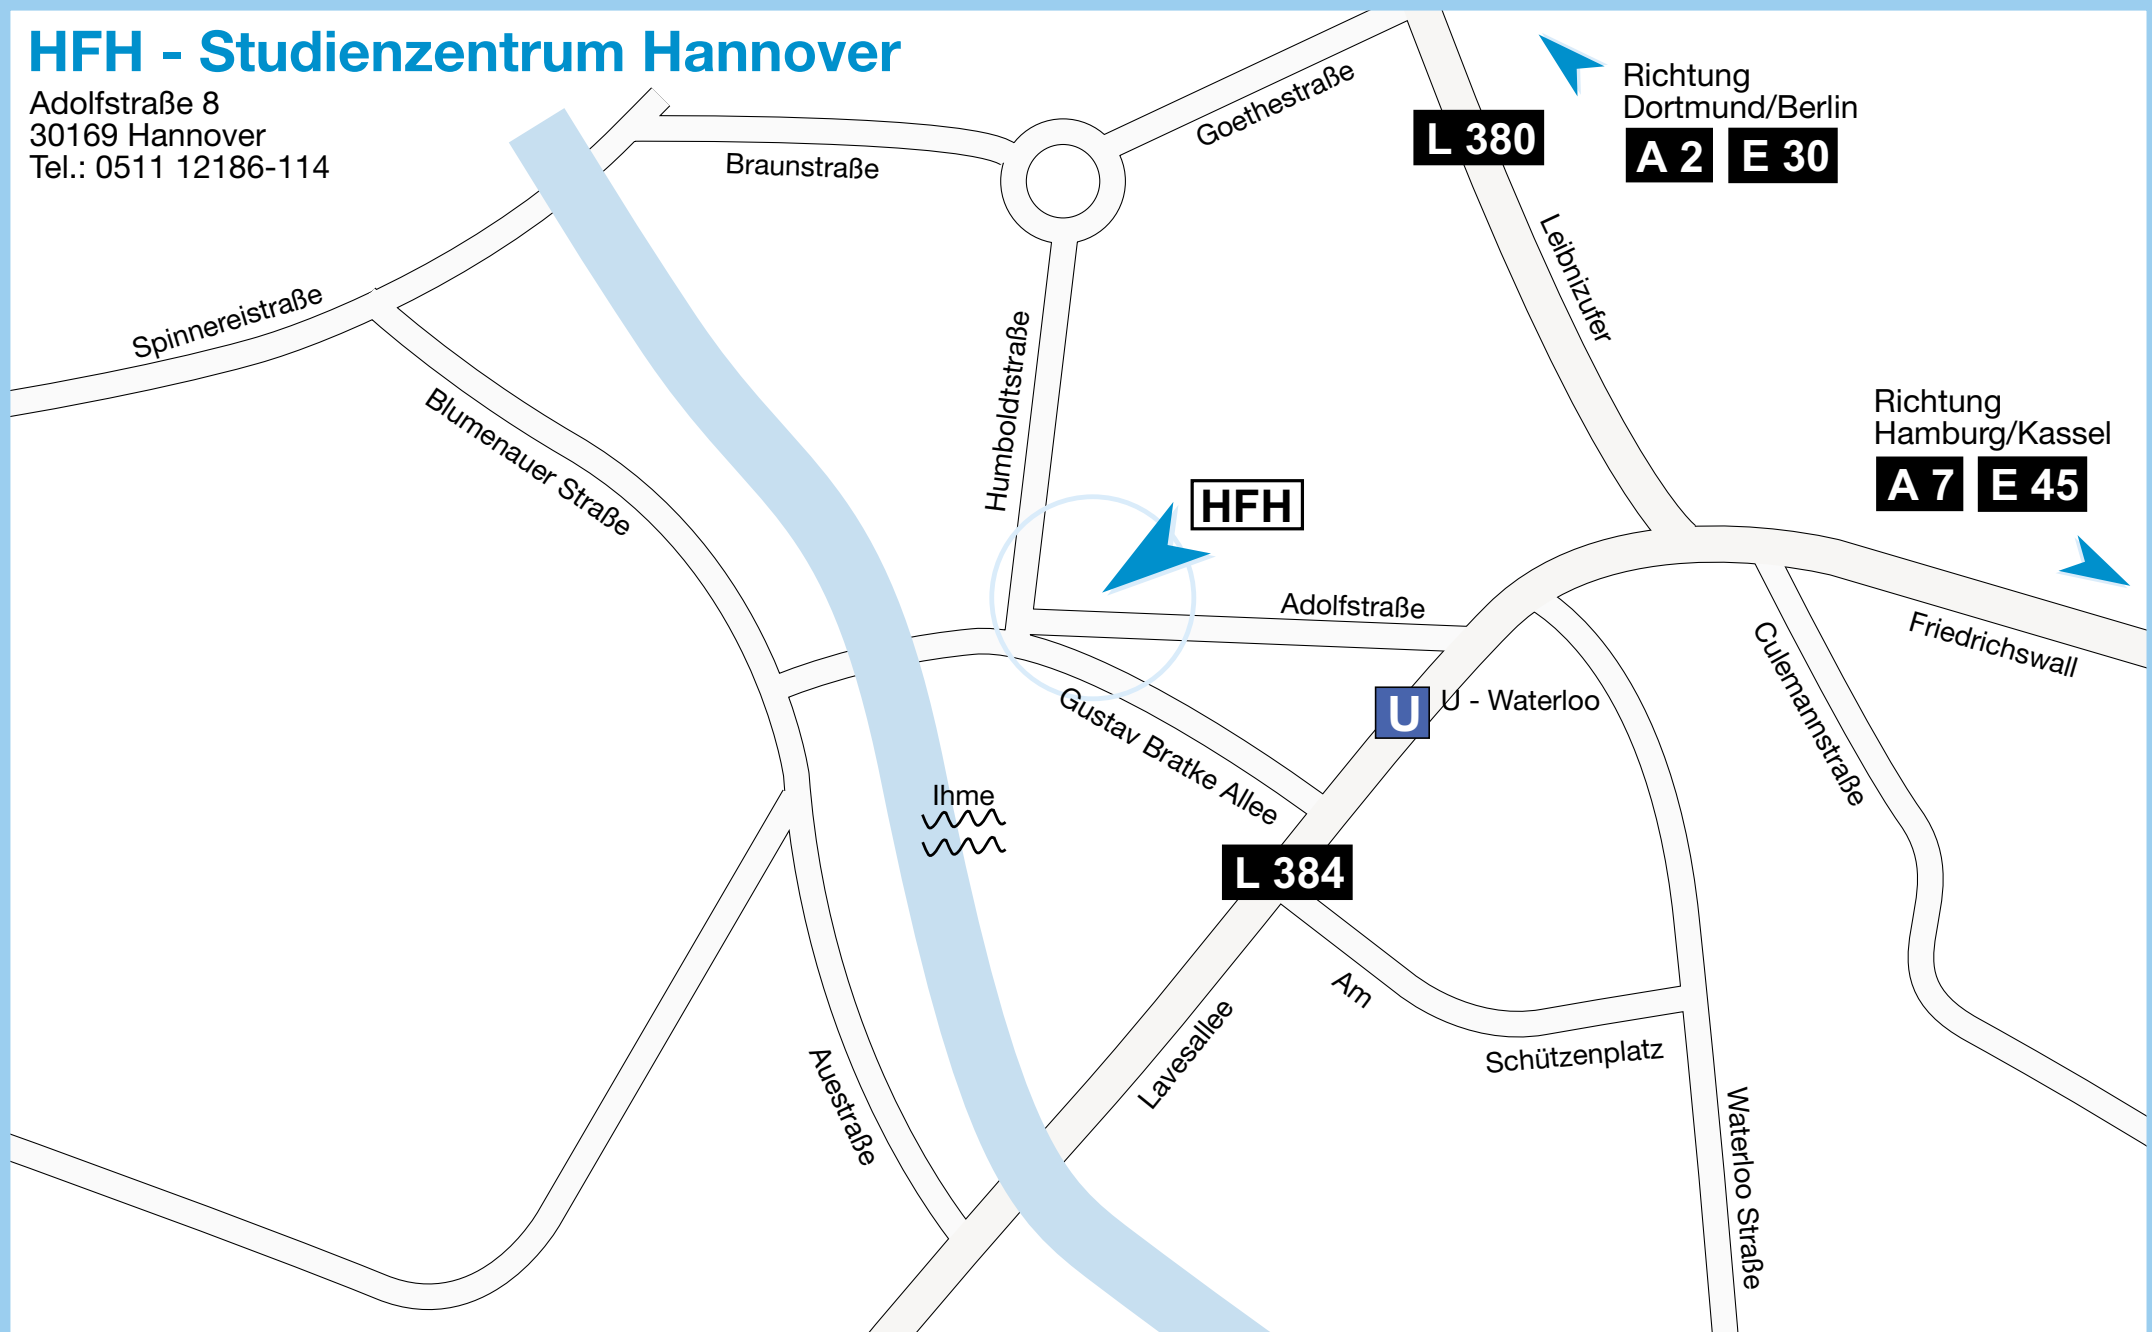 HFH - Studienzentrum Hannover
Adolfstraße 8
30169 Hannover
Tel.: 0511 12186-114
Richtung
Dortmund/Berlin
A 2 E 30
L 380
Goethestraße
Braunstraße
Leibnizufer
Spinnereistraße
Humboldtstraße
Blumenauer Straße
Richtung
Hamburg/Kassel
A 7 E 45
HFH
Adolfstraße
Friedrichswall
Culemannstraße
U
U - Waterloo
Gustav Bratke Allee
Ihme
L 384
Am
Schützenplatz
Lavesallee
Auestraße
Waterloo Straße